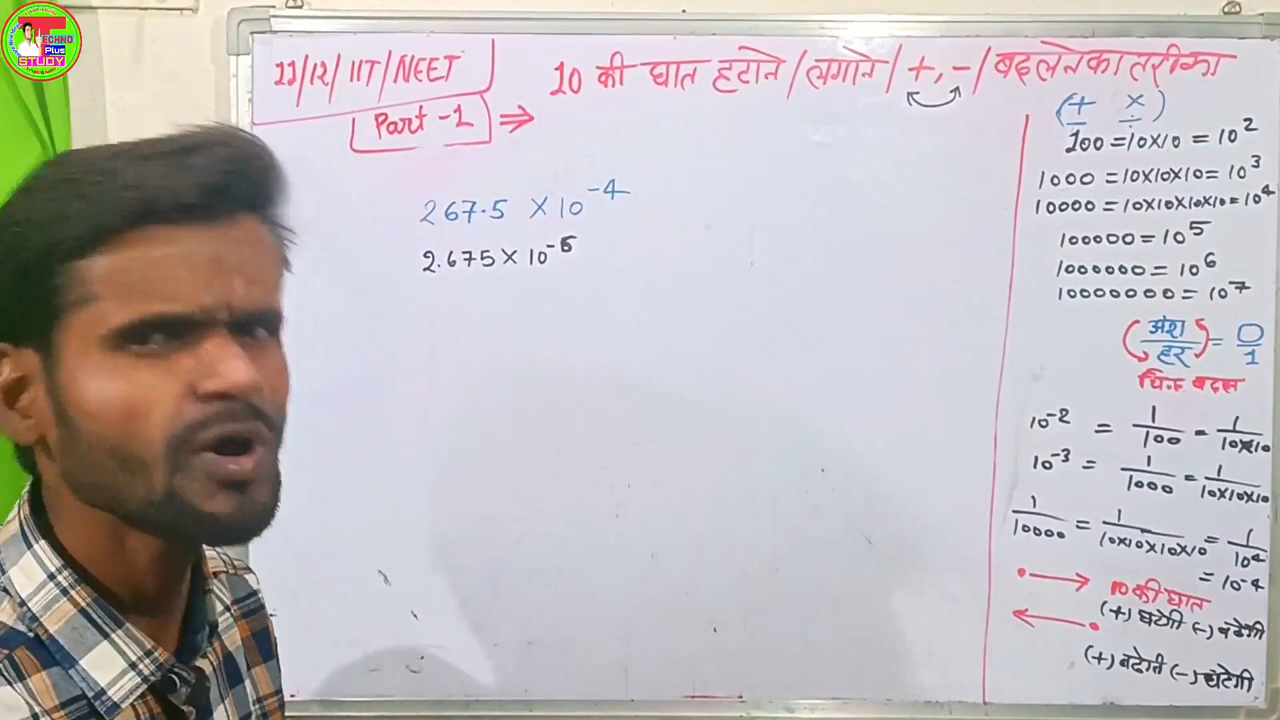 TECHNO
Plus
STUDY
11/12/IIT/NEET
Part-1 ⇒
10 की घात हटाने/लगाने/+,-/बदलने का तरीका
267.5 × 10⁻⁴
2.675 × 10⁻⁵
(+ ×)
− ÷
100 = 10×10 = 10²
1000 = 10×10×10 = 10³
10000 = 10×10×10×10 = 10⁴
100000 = 10⁵
1000000 = 10⁶
10000000 = 10⁷
(अंश/हर) = 0/1
चिन्ह बदल
10⁻² = 1/100 = 1/10×10
10⁻³ = 1/1000 = 1/10×10×10
1/10000 = 1/10×10×10×10 = 1/10⁴
= 10⁻⁴
• → 10 की घात
(+) घटेगी (-) बढेगी
← •
(+) बढेगी (-) घटेगी